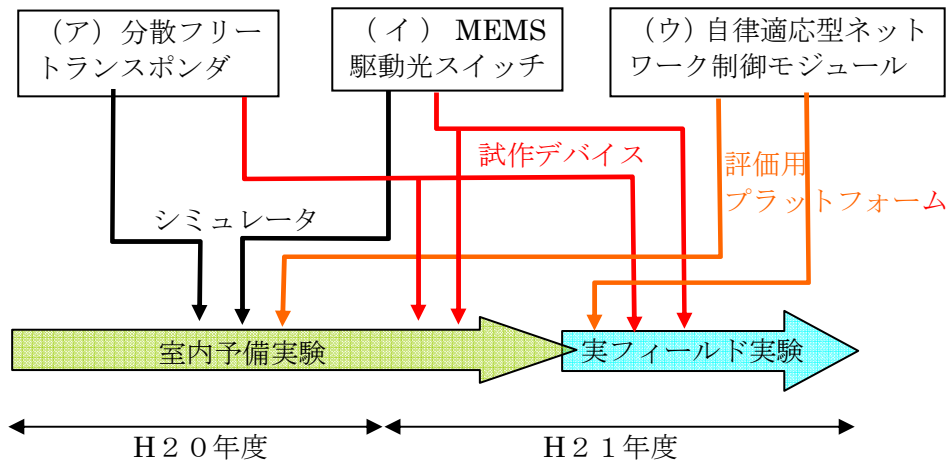 （ア）分散フリー
トランスポンダ
（イ） MEMS
駆動光スイッチ
（ウ）自律適応型ネット
ワーク制御モジュール
試作デバイス
評価用
プラットフォーム
シミュレータ
室内予備実験
実フィールド実験
H２０年度
H２１年度